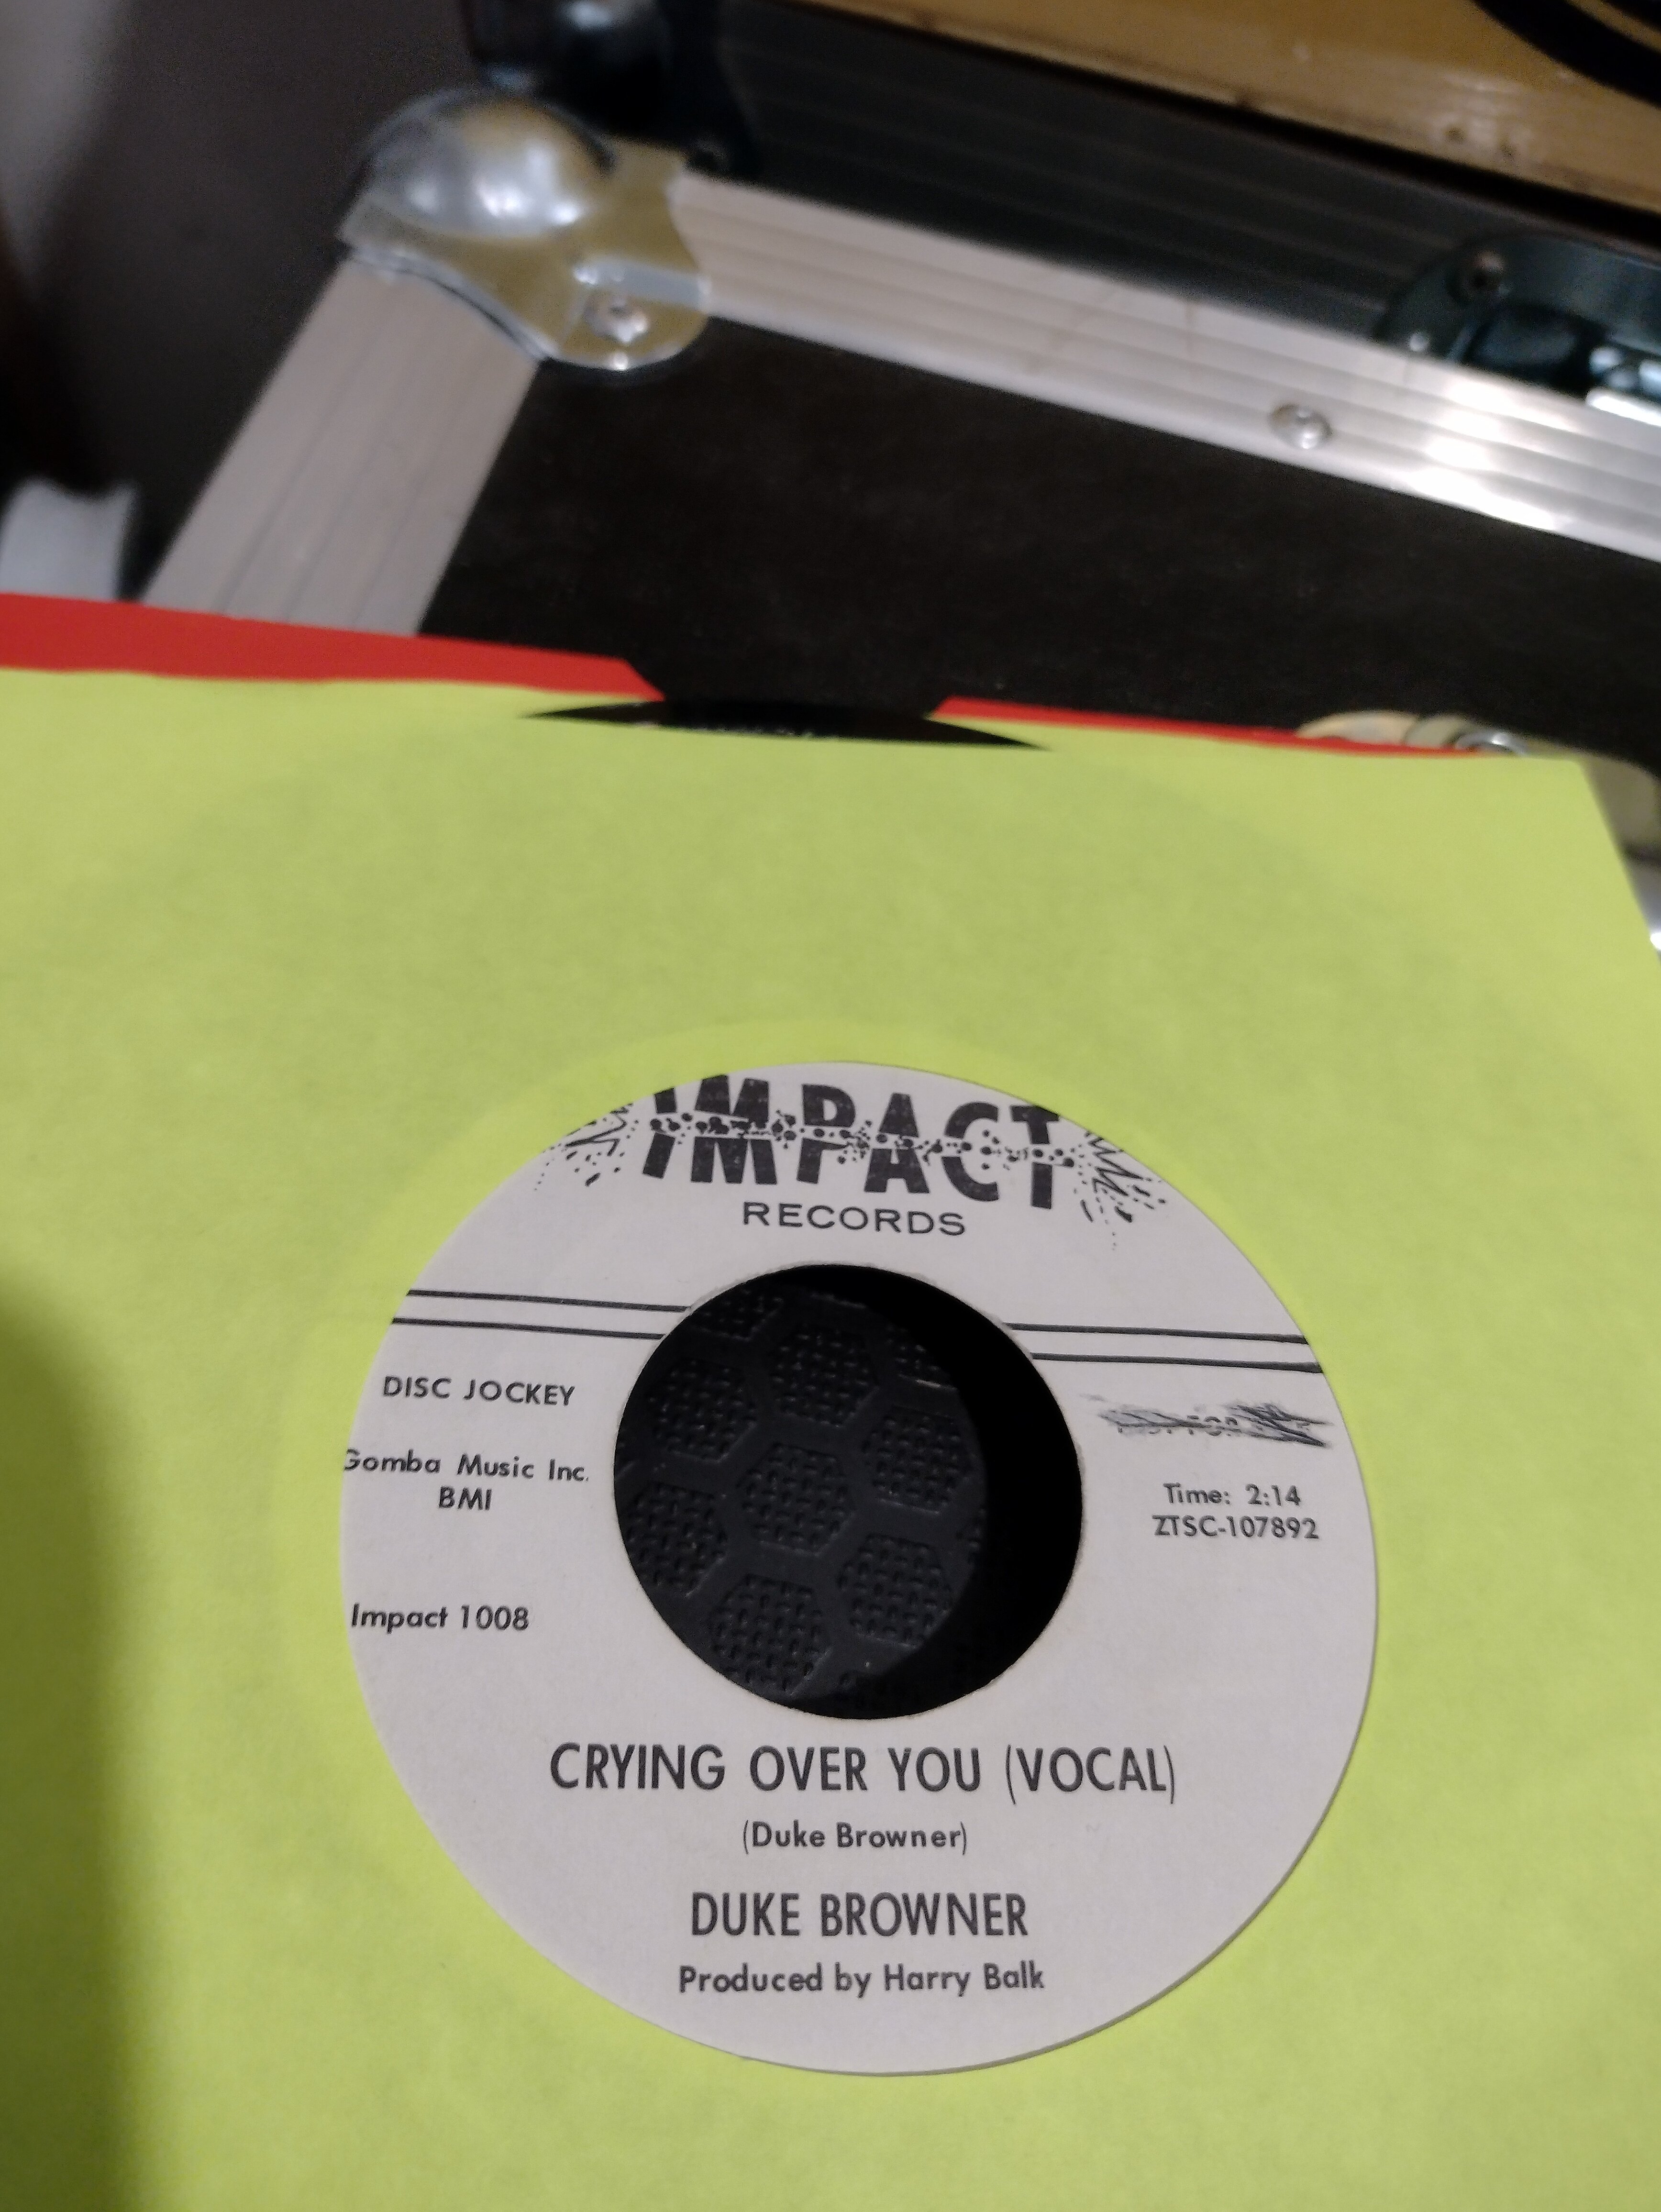 IMPACT
RECORDS
DISC JOCKEY
Gomba Music Inc.
BMI
Time: 2:14
ZTSC-107892
Impact 1008
CRYING OVER YOU (VOCAL)
(Duke Browner)
DUKE BROWNER
Produced by Harry Balk